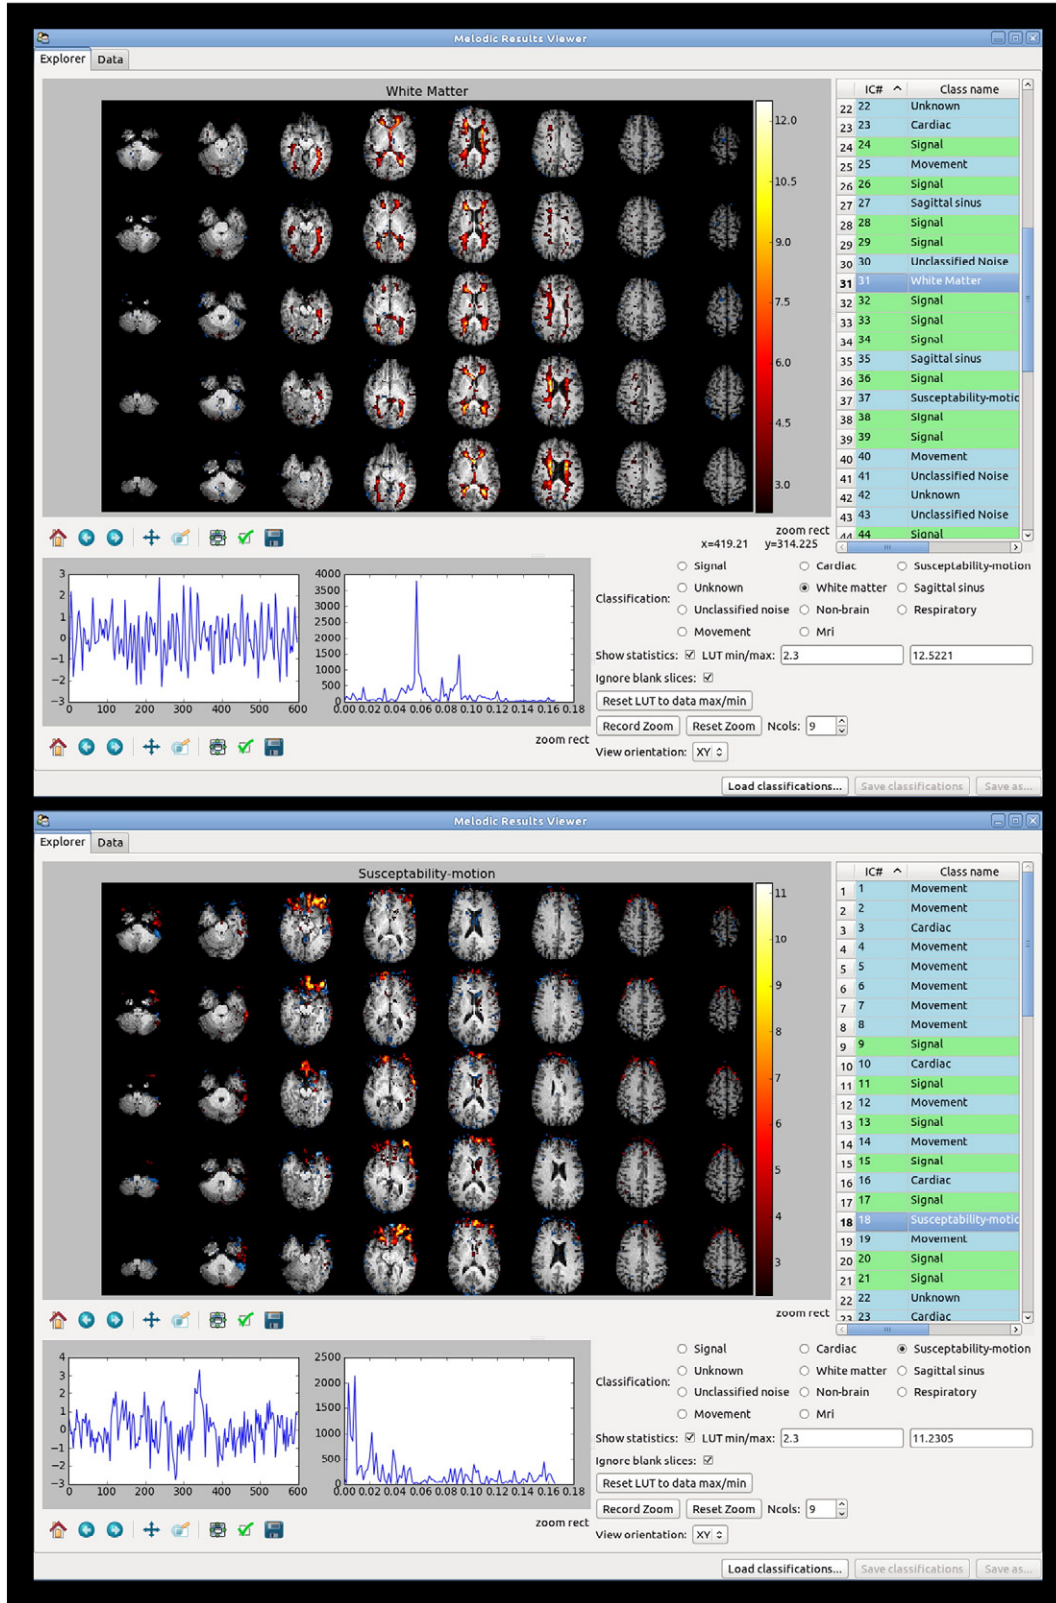 Melodic Results Viewer
Explorer Data
White Matter
12.0
10.5
9.0
7.5
6.0
4.5
3.0
IC# Class name
22 22 Unknown
23 23 Cardiac
24 24 Signal
25 25 Movement
26 26 Signal
27 27 Sagittal sinus
28 28 Signal
29 29 Signal
30 30 Unclassified Noise
31 31 White Matter
32 32 Signal
33 33 Signal
34 34 Signal
35 35 Sagittal sinus
36 36 Signal
37 37 Susceptability-motic
38 38 Signal
39 39 Signal
40 40 Movement
41 41 Unclassified Noise
42 42 Unknown
43 43 Unclassified Noise
44 44 Signal
zoom rect
x=419.21 y=314.225
3
2
1
0
−1
−2
−3
0 100 200 300 400 500 600
4000
3500
3000
2500
2000
1500
1000
500
0
0.00 0.02 0.04 0.06 0.08 0.10 0.12 0.14 0.16 0.18
zoom rect
Classification:
Signal Cardiac Susceptability-motion
Unknown White matter Sagittal sinus
Unclassified noise Non-brain Respiratory
Movement Mri
Show statistics: LUT min/max: 2.3 12.5221
Ignore blank slices:
Reset LUT to data max/min
Record Zoom Reset Zoom Ncols: 9
View orientation: XY
Load classifications... Save classifications Save as...
Melodic Results Viewer
Explorer Data
Susceptability-motion
11
10
9
8
7
6
5
4
3
IC# Class name
1 1 Movement
2 2 Movement
3 3 Cardiac
4 4 Movement
5 5 Movement
6 6 Movement
7 7 Movement
8 8 Movement
9 9 Signal
10 10 Cardiac
11 11 Signal
12 12 Movement
13 13 Signal
14 14 Movement
15 15 Signal
16 16 Cardiac
17 17 Signal
18 18 Susceptability-motic
19 19 Movement
20 20 Signal
21 21 Signal
22 22 Unknown
23 23 Cardiac
zoom rect
4
3
2
1
0
−1
−2
−3
0 100 200 300 400 500 600
2500
2000
1500
1000
500
0
0.00 0.02 0.04 0.06 0.08 0.10 0.12 0.14 0.16 0.18
zoom rect
Classification:
Signal Cardiac Susceptability-motion
Unknown White matter Sagittal sinus
Unclassified noise Non-brain Respiratory
Movement Mri
Show statistics: LUT min/max: 2.3 11.2305
Ignore blank slices:
Reset LUT to data max/min
Record Zoom Reset Zoom Ncols: 9
View orientation: XY
Load classifications... Save classifications Save as...